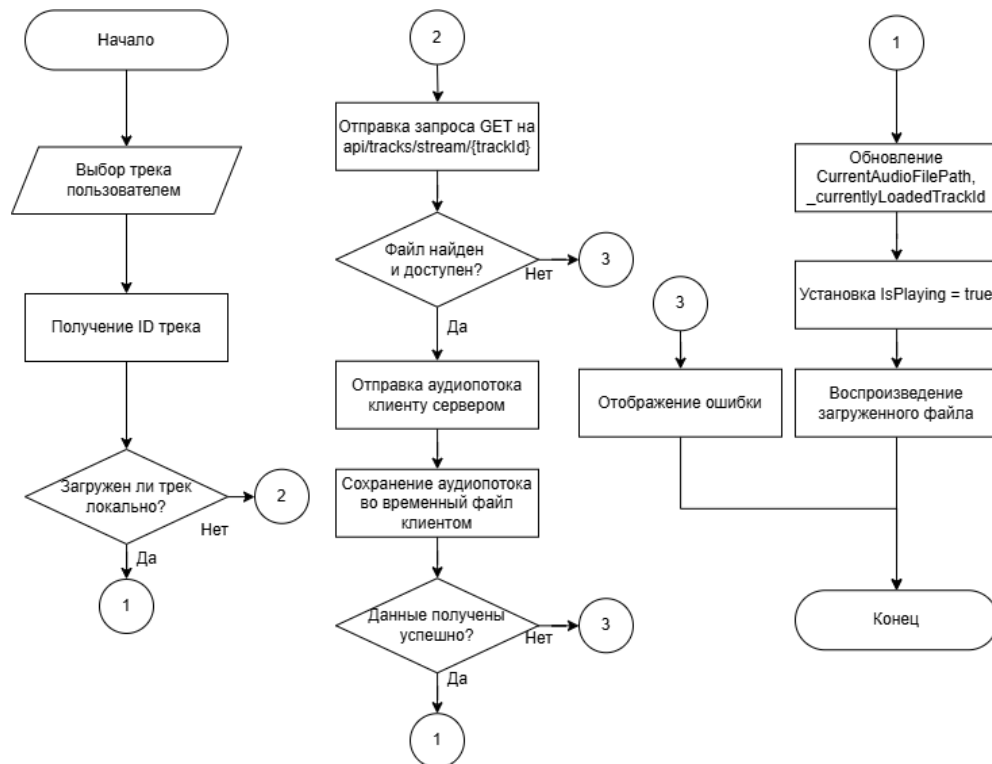 Начало
Выбор трека
пользователем
Получение ID трека
Загружен ли трек
локально?
Нет
2
Да
1
2
Отправка запроса GET на
api/tracks/stream/{trackId}
Файл найден
и доступен?
Нет
3
Да
Отправка аудиопотока
клиенту сервером
Сохранение аудиопотока
во временный файл
клиентом
Данные получены
успешно?
Нет
3
Да
1
3
Отображение ошибки
1
Обновление
CurrentAudioFilePath,
_currentlyLoadedTrackId
Установка IsPlaying = true
Воспроизведение
загруженного файла
Конец